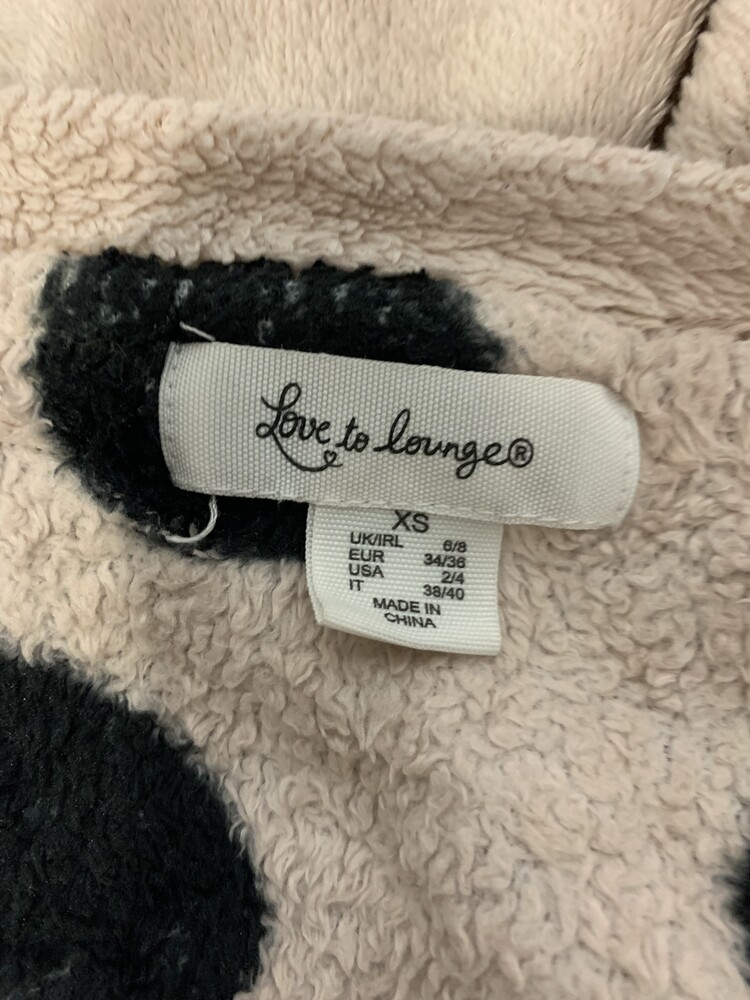 Love to lounge®
XS
UK/IRL 6/8
EUR 34/36
USA 2/4
IT 38/40
MADE IN
CHINA